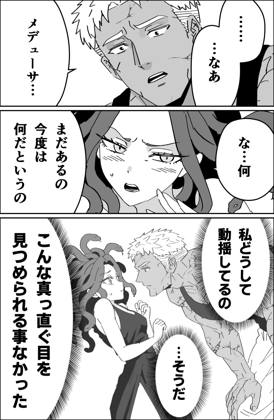 ……
……
…なあ
メデューサ…
な…何
まだあるの
今度は
何だというの
私どうして
動揺してるの
…そうだ
こんな真っ直ぐ目を
見つめられる事なかった